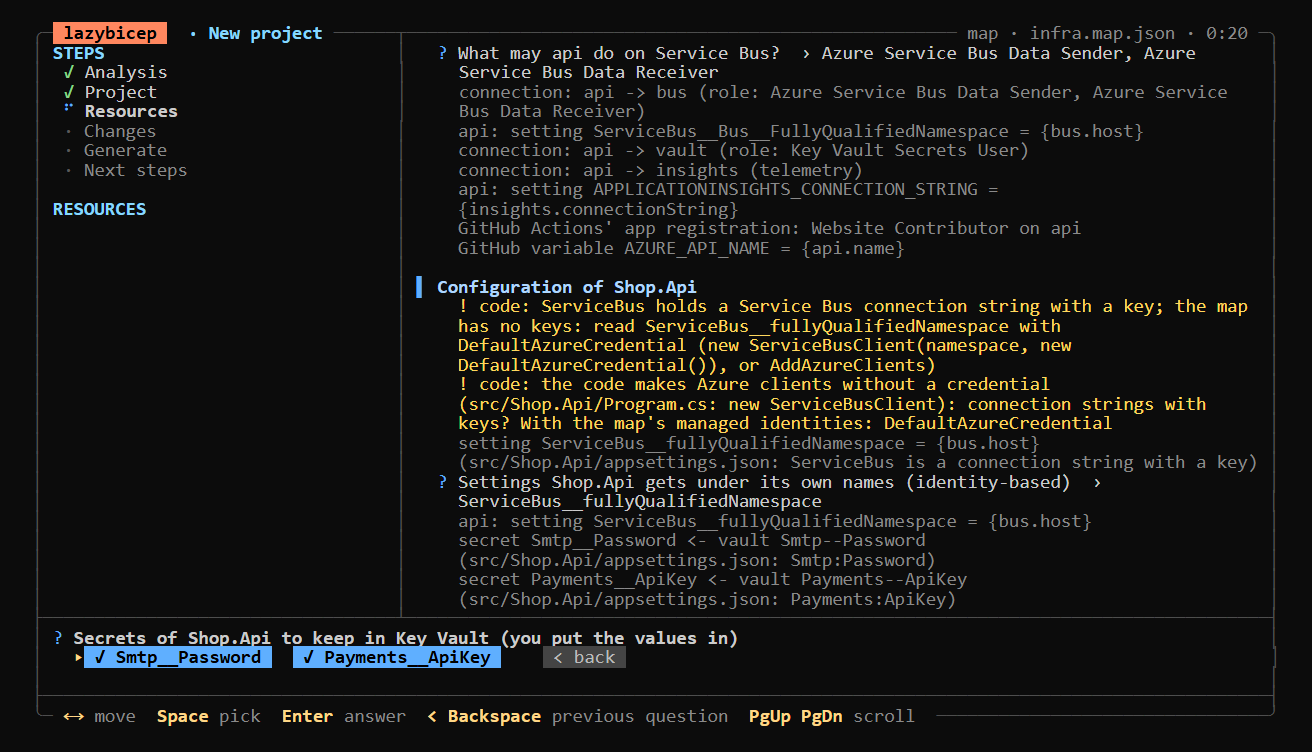 lazybicep · New project map · infra.map.json · 0:20
STEPS
✓ Analysis
✓ Project
Resources
· Changes
· Generate
· Next steps
RESOURCES
? What may api do on Service Bus? › Azure Service Bus Data Sender, Azure
Service Bus Data Receiver
connection: api -> bus (role: Azure Service Bus Data Sender, Azure Service
Bus Data Receiver)
api: setting ServiceBus__Bus__FullyQualifiedNamespace = {bus.host}
connection: api -> vault (role: Key Vault Secrets User)
connection: api -> insights (telemetry)
api: setting APPLICATIONINSIGHTS_CONNECTION_STRING =
{insights.connectionString}
GitHub Actions' app registration: Website Contributor on api
GitHub variable AZURE_API_NAME = {api.name}
Configuration of Shop.Api
! code: ServiceBus holds a Service Bus connection string with a key; the map
has no keys: read ServiceBus__fullyQualifiedNamespace with
DefaultAzureCredential (new ServiceBusClient(namespace, new
DefaultAzureCredential()), or AddAzureClients)
! code: the code makes Azure clients without a credential
(src/Shop.Api/Program.cs: new ServiceBusClient): connection strings with
keys? With the map's managed identities: DefaultAzureCredential
setting ServiceBus__fullyQualifiedNamespace = {bus.host}
(src/Shop.Api/appsettings.json: ServiceBus is a connection string with a key)
? Settings Shop.Api gets under its own names (identity-based) ›
ServiceBus__fullyQualifiedNamespace
api: setting ServiceBus__fullyQualifiedNamespace = {bus.host}
secret Smtp__Password <- vault Smtp--Password
(src/Shop.Api/appsettings.json: Smtp:Password)
secret Payments__ApiKey <- vault Payments--ApiKey
(src/Shop.Api/appsettings.json: Payments:ApiKey)
? Secrets of Shop.Api to keep in Key Vault (you put the values in)
▸ ✓ Smtp__Password ✓ Payments__ApiKey < back
↔ move Space pick Enter answer < Backspace previous question PgUp PgDn scroll